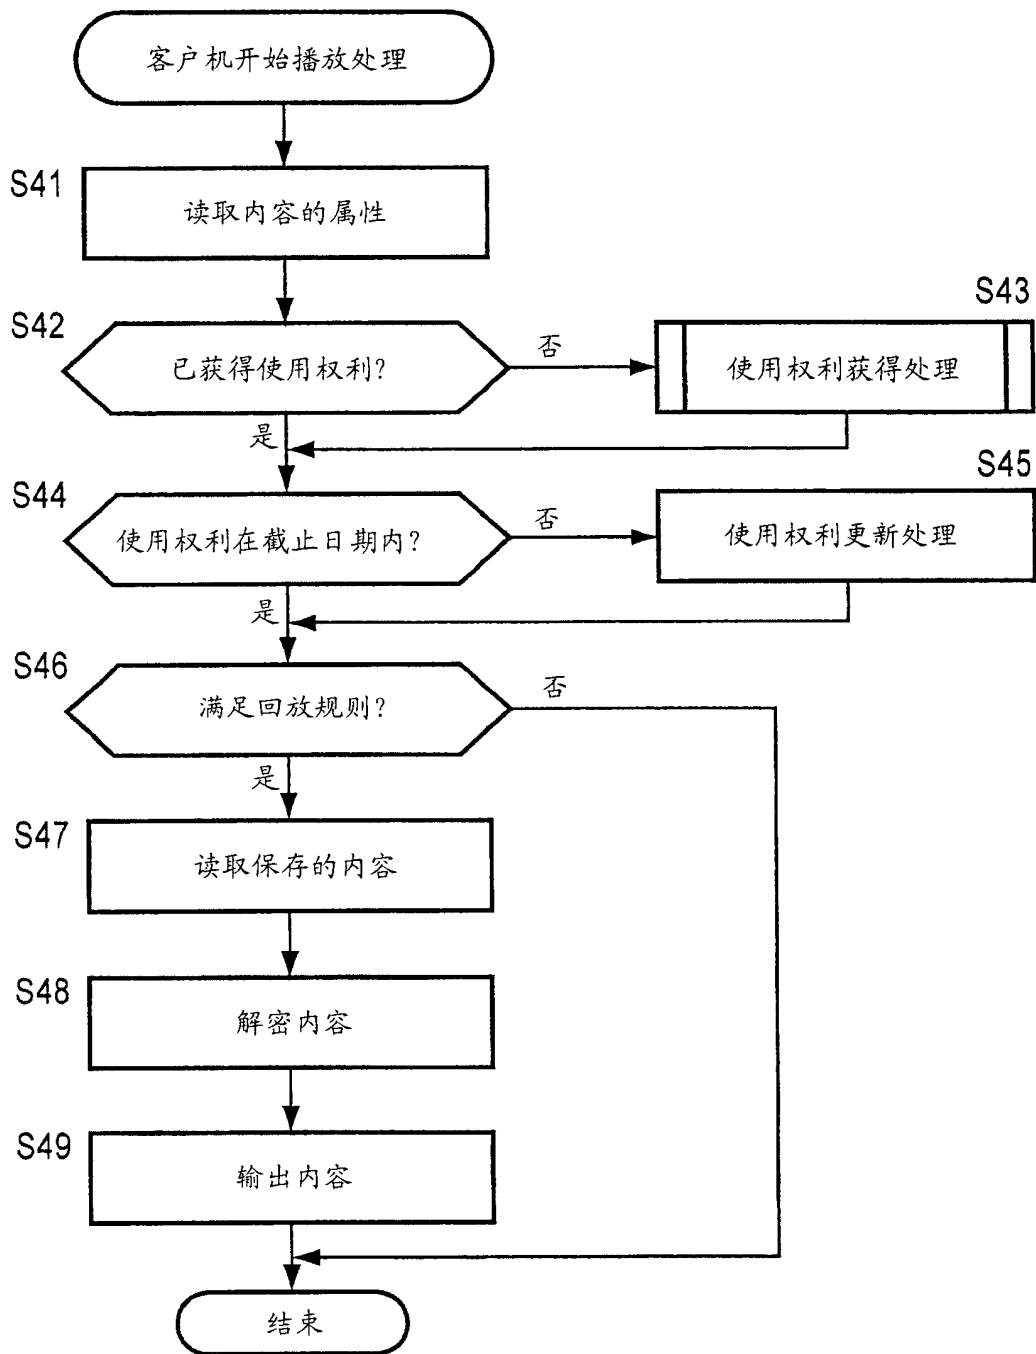 客户机开始播放处理
S41
读取内容的属性
S42
已获得使用权利?
否
S43
使用权利获得处理
是
S44
使用权利在截止日期内?
否
S45
使用权利更新处理
是
S46
满足回放规则?
否
是
S47
读取保存的内容
S48
解密内容
S49
输出内容
结束